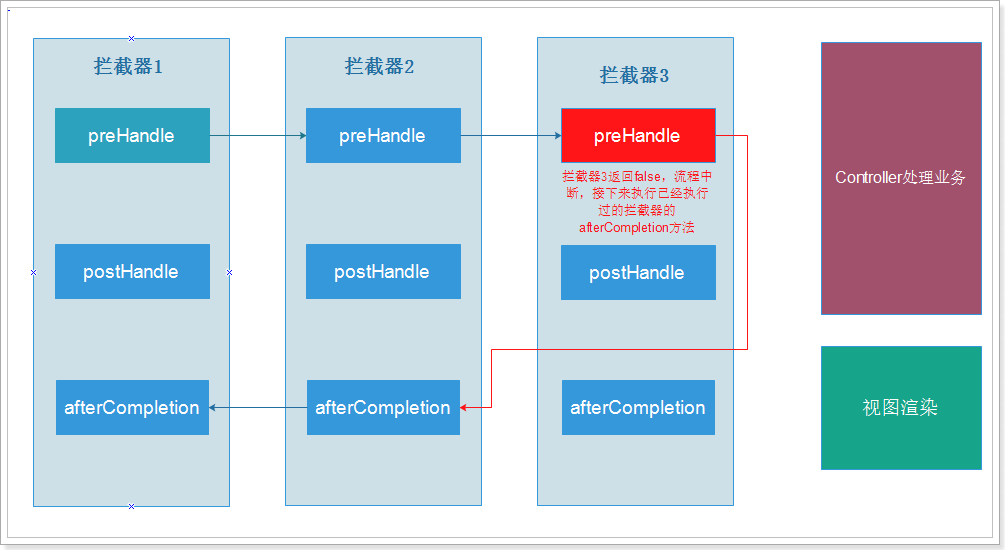 拦截器1
拦截器2
拦截器3
preHandle
preHandle
preHandle
拦截器3返回false，流程中
断，接下来执行已经执行
过的拦截器的
afterCompletion方法
postHandle
postHandle
postHandle
afterCompletion
afterCompletion
afterCompletion
Controller处理业务
视图渲染